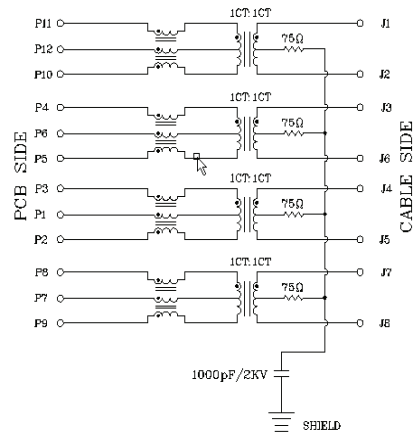 1CT:1CT
P11 J1
75Ω
P12
P10 J2
1CT:1CT
P4 J3
75Ω
P6
P5 J6
1CT:1CT
P3 J4
75Ω
P1
P2 J5
1CT:1CT
P8 J7
75Ω
P7
P9 J8
PCB SIDE
CABLE SIDE
1000pF/2KV
SHIELD